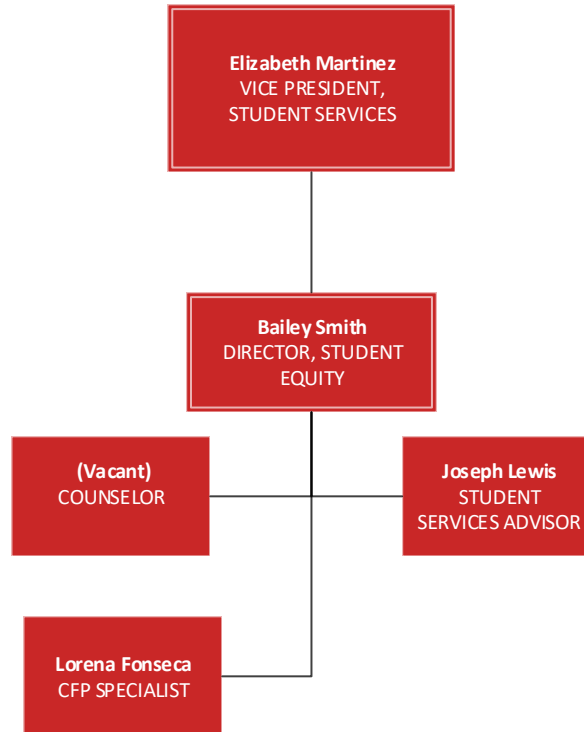 Elizabeth Martinez
VICE PRESIDENT,
STUDENT SERVICES
Bailey Smith
DIRECTOR, STUDENT
EQUITY
(Vacant)
COUNSELOR
Joseph Lewis
STUDENT
SERVICES ADVISOR
Lorena Fonseca
CFP SPECIALIST